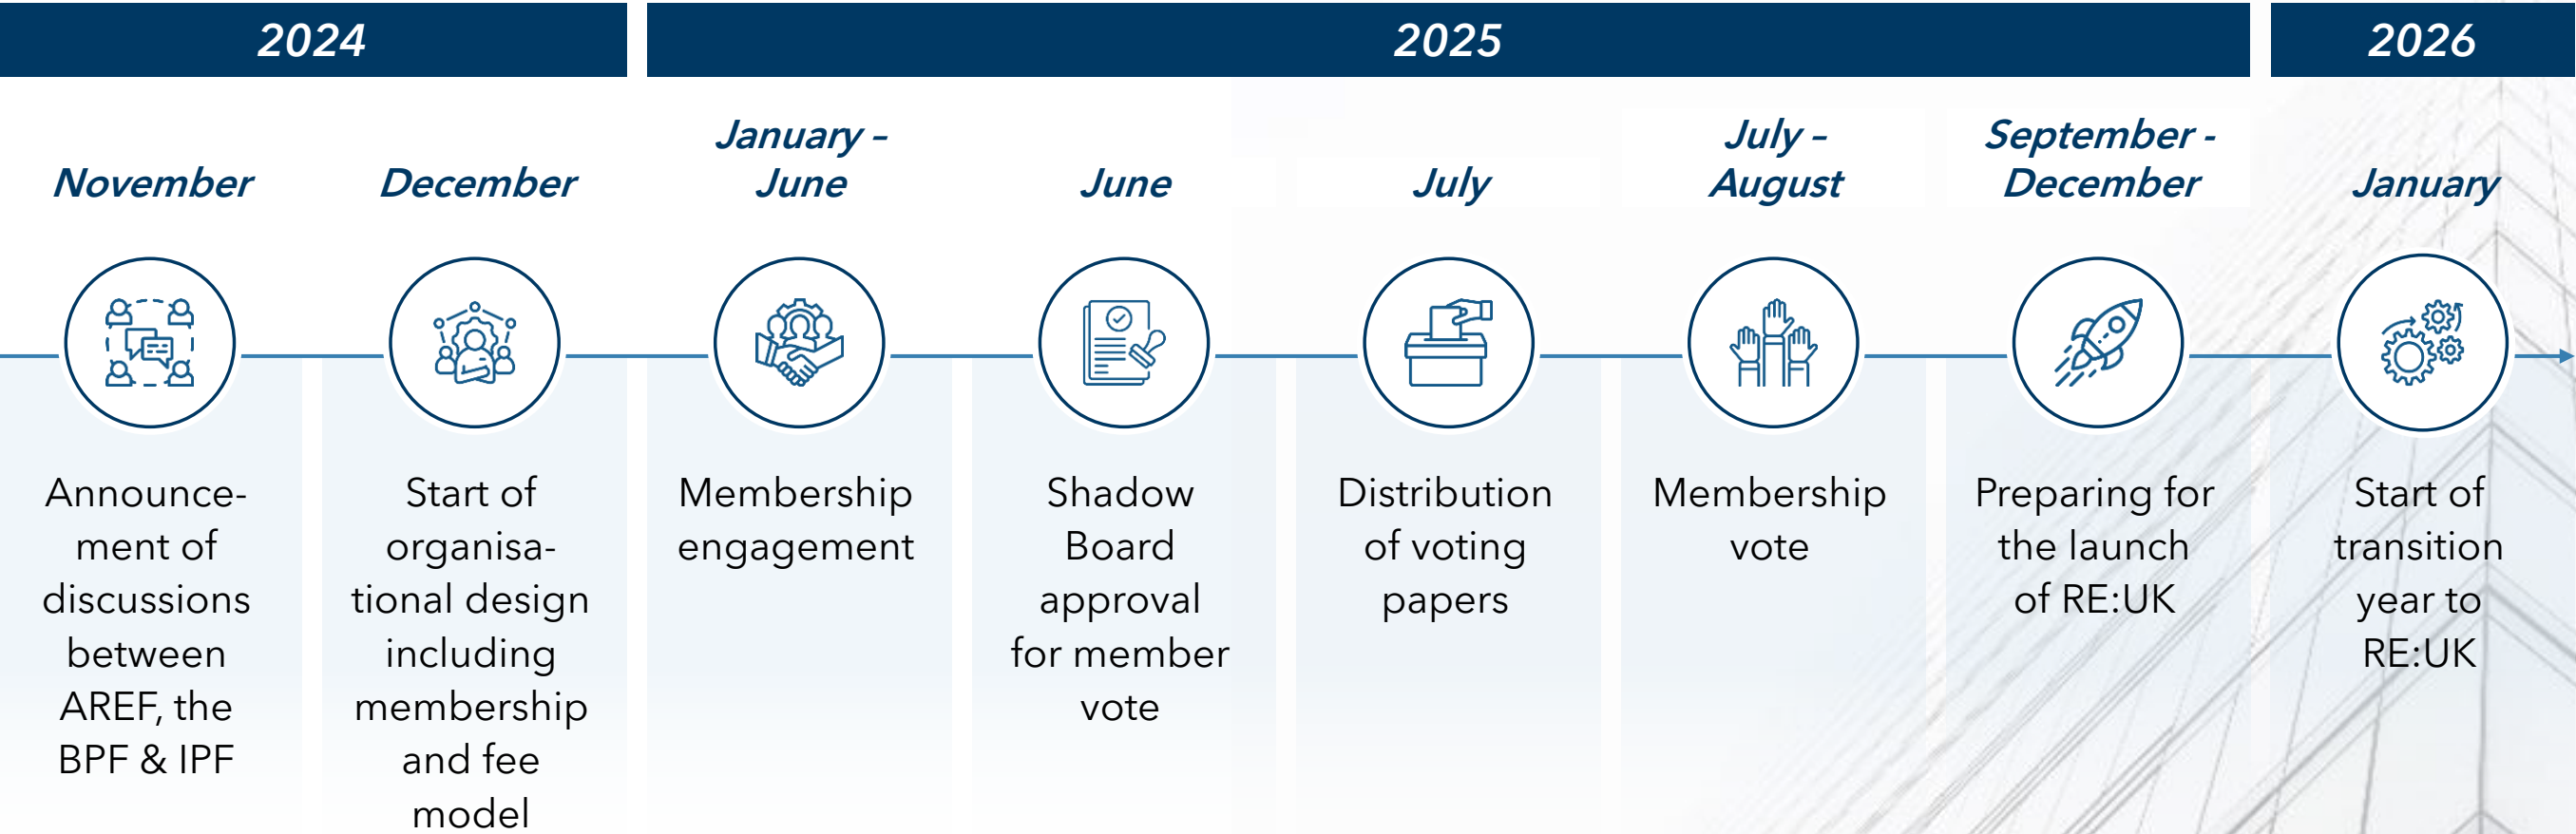 2024
2025
2026
November
December
January –
June
June
July
July –
August
September -
December
January
Announce-
ment of
discussions
between
AREF, the
BPF & IPF
Start of
organisa-
tional design
including
membership
and fee
model
Membership
engagement
Shadow
Board
approval
for member
vote
Distribution
of voting
papers
Membership
vote
Preparing for
the launch
of RE:UK
Start of
transition
year to
RE:UK